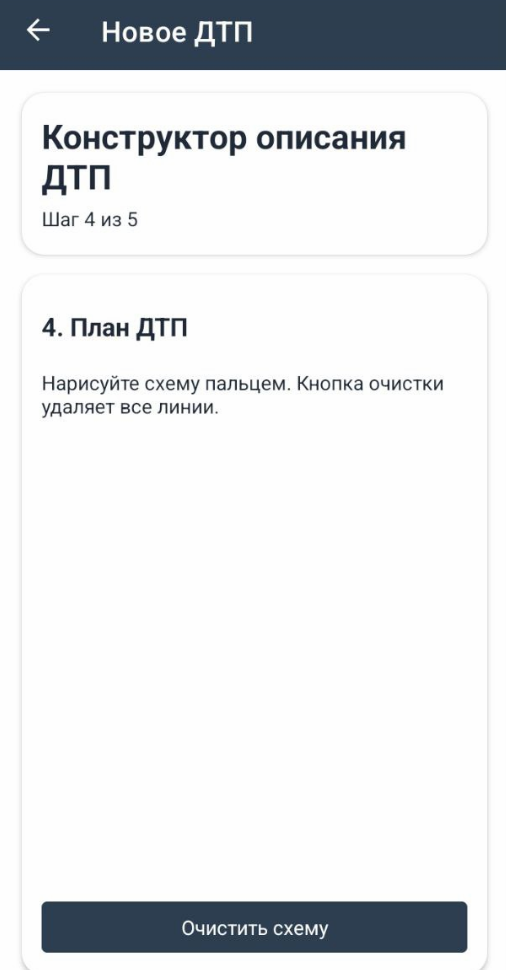 Новое ДТП
Конструктор описания
ДТП
Шаг 4 из 5
4. План ДТП
Нарисуйте схему пальцем. Кнопка очистки
удаляет все линии.
Очистить схему